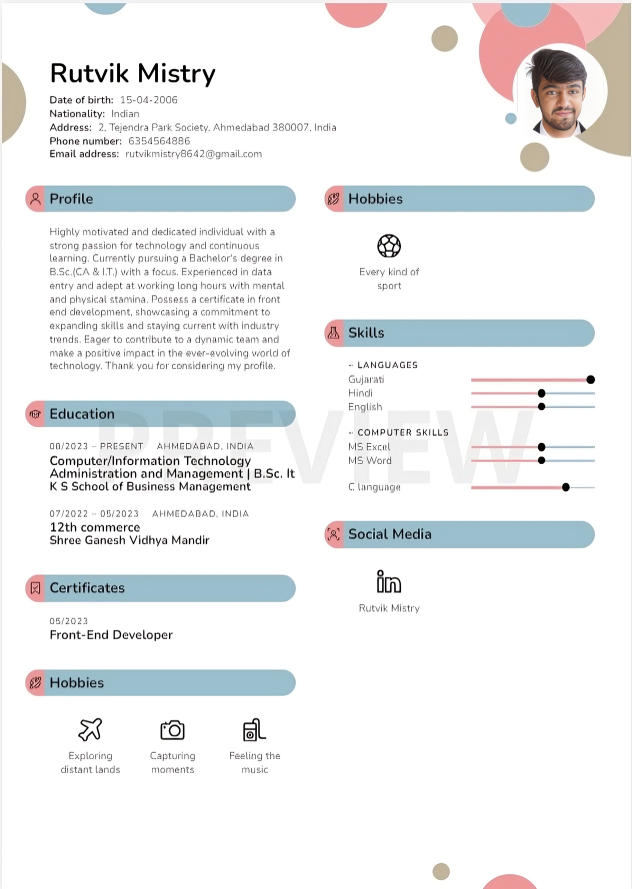 Rutvik Mistry
Date of birth: 15-04-2006
Nationality: Indian
Address: 2, Tejendra Park Society, Ahmedabad 380007, India
Phone number: 6354564886
Email address: rutvikmistry8642@gmail.com
Profile
Highly motivated and dedicated individual with a
strong passion for technology and continuous
learning. Currently pursuing a Bachelor's degree in
B.Sc.(CA & I.T.) with a focus. Experienced in data
entry and adept at working long hours with mental
and physical stamina. Possess a certificate in front
end development, showcasing a commitment to
expanding skills and staying current with industry
trends. Eager to contribute to a dynamic team and
make a positive impact in the ever-evolving world of
technology. Thank you for considering my profile.
Education
08/2023 – PRESENT AHMEDABAD, INDIA
Computer/Information Technology
Administration and Management | B.Sc. It
K S School of Business Management
07/2022 – 05/2023 AHMEDABAD, INDIA
12th commerce
Shree Ganesh Vidhya Mandir
Certificates
05/2023
Front-End Developer
Hobbies
Exploring
distant lands
Capturing
moments
Feeling the
music
Hobbies
Every kind of
sport
Skills
– LANGUAGES
Gujarati
Hindi
English
– COMPUTER SKILLS
MS Excel
MS Word
C language
Social Media
in
Rutvik Mistry
PREVIEW